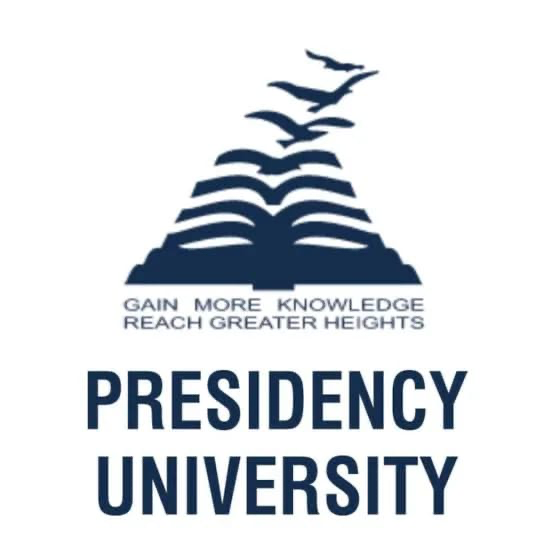 GAIN MORE KNOWLEDGE
REACH GREATER HEIGHTS
PRESIDENCY
UNIVERSITY